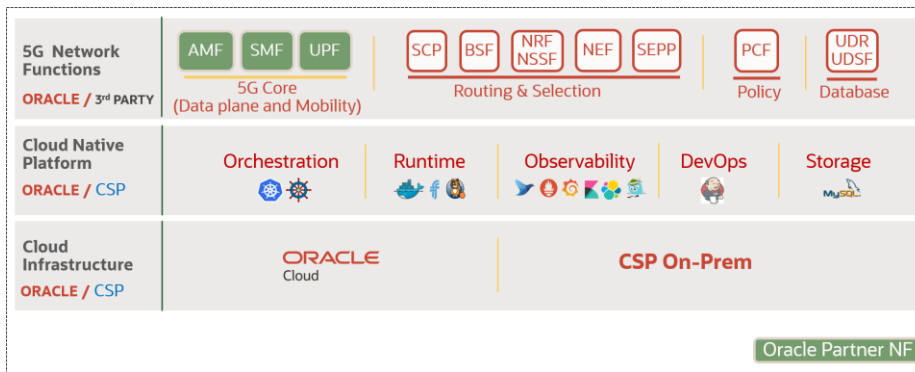 5G Network
Functions
ORACLE / 3rd PARTY
AMF SMF UPF
5G Core
(Data plane and Mobility)
SCP BSF NRF NSSF NEF SEPP
Routing & Selection
PCF
Policy
UDR
UDSF
Database
Cloud Native
Platform
ORACLE / CSP
Orchestration
Runtime
Observability
DevOps
Storage
MySQL
Cloud
Infrastructure
ORACLE / CSP
ORACLE
Cloud
CSP On-Prem
Oracle Partner NF